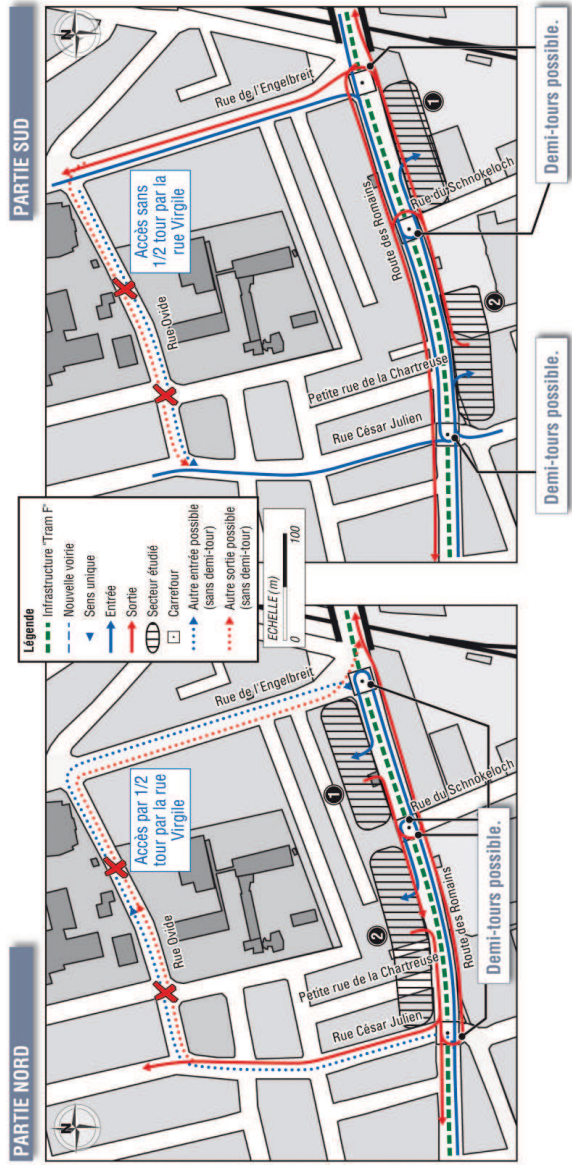 PARTIE NORD
N
Rue de l'Engelbreit
Accès par 1/2
tour par la rue
Virgile
Rue Ovide
Petite rue de la Chartreuse
Rue César Julien
1
2
Rue du Schnokeloch
Route des Romains
Demi-tours possible.
Légende
Infrastructure "Tram F"
Nouvelle voirie
Sens unique
Entrée
Sortie
Secteur étudié
Carrefour
Autre entrée possible
(sans demi-tour)
Autre sortie possible
(sans demi-tour)
ECHELLE (m)
0
100
PARTIE SUD
N
Rue de l'Engelbreit
Accès sans
1/2 tour par la
rue Virgile
Rue Ovide
Route des Romains
Rue du Schnokeloch
Petite rue de la Chartreuse
Rue César Julien
1
2
Demi-tours possible.
Demi-tours possible.